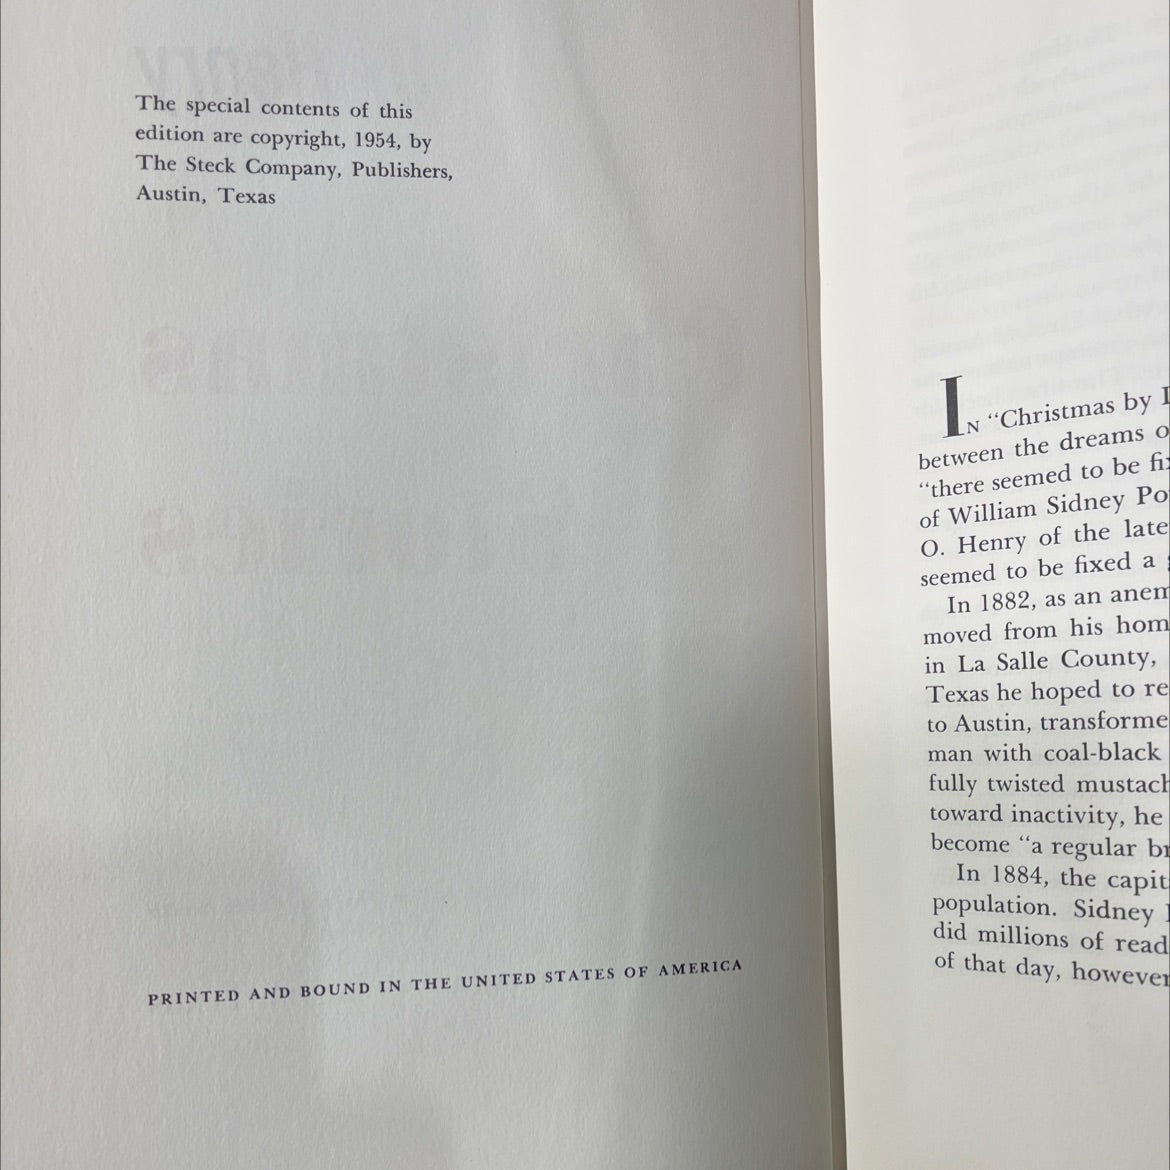 The special contents of this
edition are copyright, 1954, by
The Steck Company, Publishers,
Austin, Texas
PRINTED AND BOUND IN THE UNITED STATES OF AMERICA
IN “Christmas by
between the dreams
“there seemed to be
of William Sidney
O. Henry of the late
seemed to be fixed a
In 1882, as an
moved from his
in La Salle County,
Texas he hoped to
to Austin,
man with coal-black
fully twisted
toward inactivity, he
become “a regular
In 1884, the
population. Sidney
did millions of
of that day,